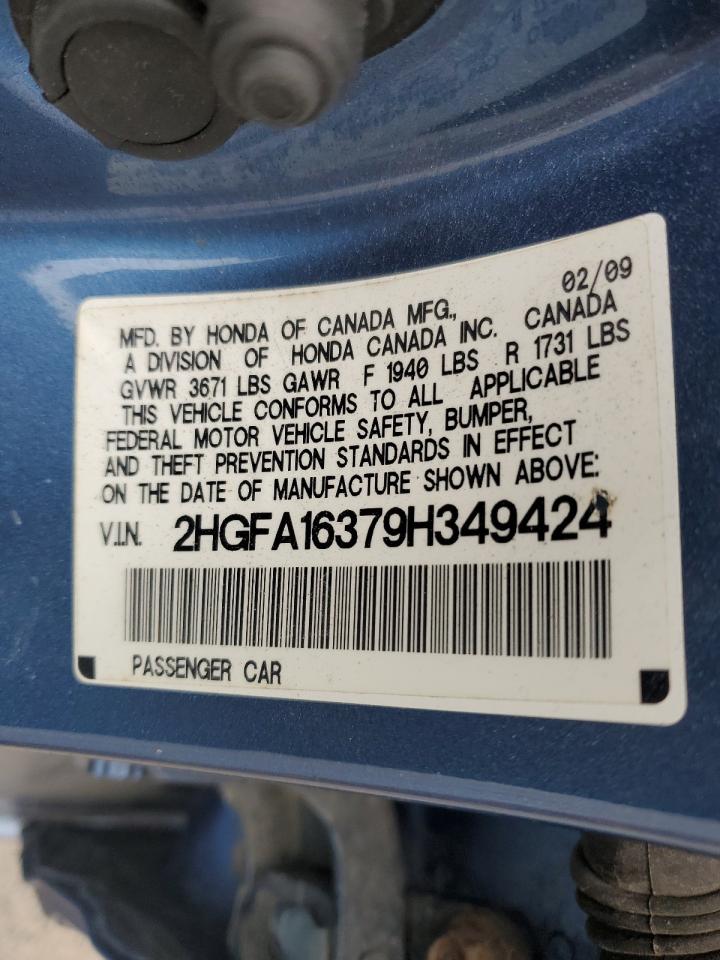 02/09
MFD. BY HONDA OF CANADA MFG.,
A DIVISION OF HONDA CANADA INC. CANADA
GVWR 3671 LBS GAWR F 1940 LBS R 1731 LBS
THIS VEHICLE CONFORMS TO ALL APPLICABLE
FEDERAL MOTOR VEHICLE SAFETY, BUMPER,
AND THEFT PREVENTION STANDARDS IN EFFECT
ON THE DATE OF MANUFACTURE SHOWN ABOVE:
V.I.N. 2HGFA16379H349424
PASSENGER CAR